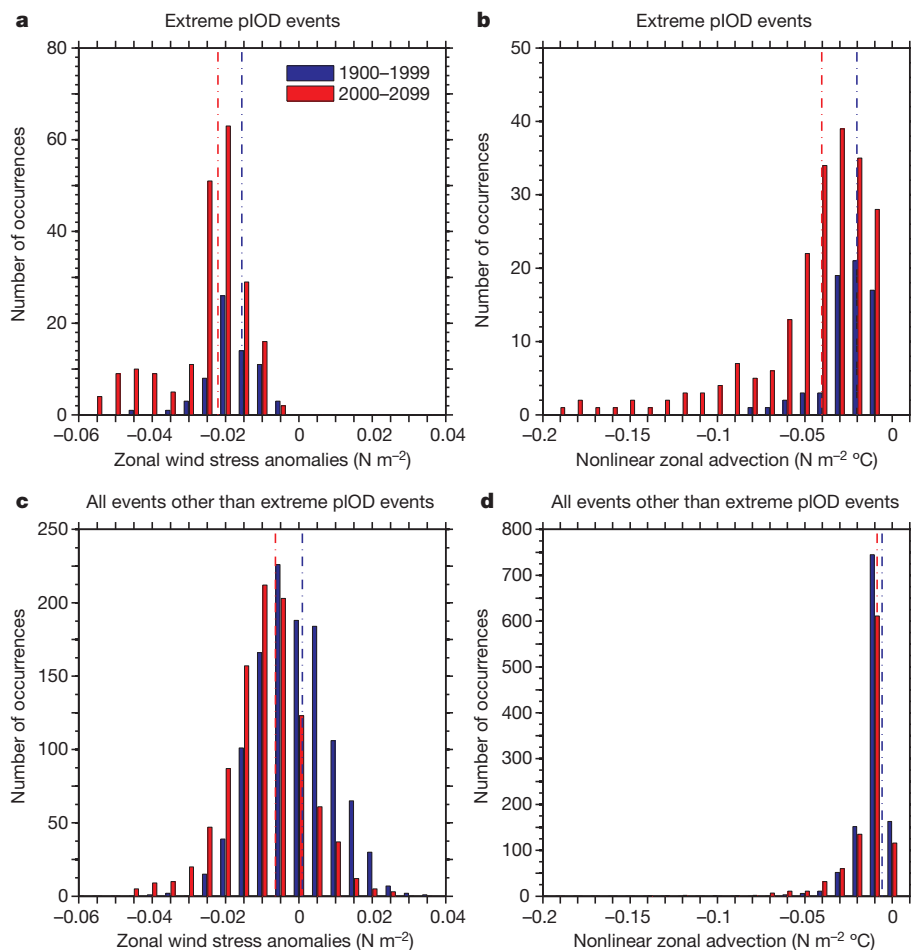 a Extreme pIOD events
80
60
40
20
0
Number of occurrences
1900–1999
2000–2099
−0.06 −0.04 −0.02 0 0.02 0.04
Zonal wind stress anomalies (N m−2)
b Extreme pIOD events
50
40
30
20
10
0
Number of occurrences
−0.2 −0.15 −0.1 −0.05 0
Nonlinear zonal advection (N m−2 °C)
c All events other than extreme pIOD events
250
200
150
100
50
0
Number of occurrences
−0.06 −0.04 −0.02 0 0.02 0.04
Zonal wind stress anomalies (N m−2)
d All events other than extreme pIOD events
800
700
600
500
400
300
200
100
0
Number of occurrences
−0.2 −0.15 −0.1 −0.05 0
Nonlinear zonal advection (N m−2 °C)